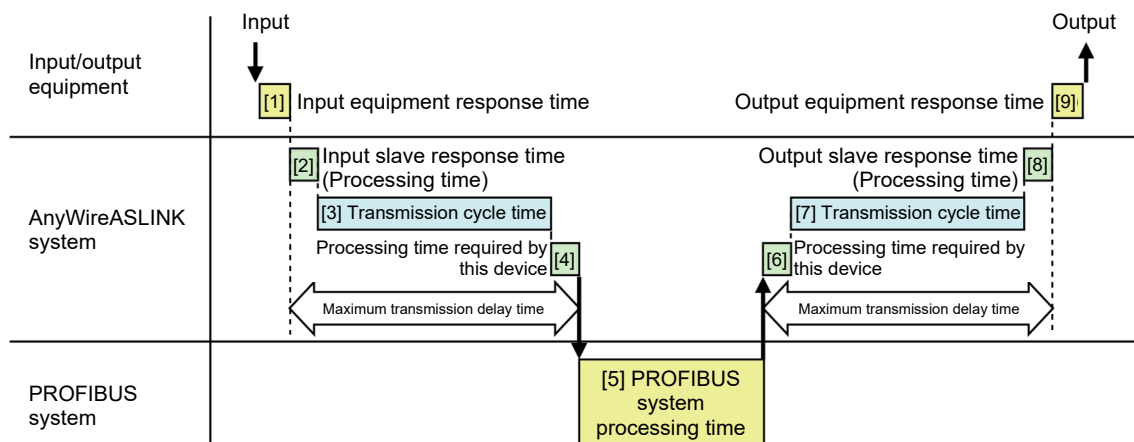 Input
Output
Input/output
equipment
[1]
Input equipment response time
Output equipment response time
[9]
AnyWireASLINK
system
[2]
Input slave response time
(Processing time)
Output slave response time
(Processing time)
[8]
[3] Transmission cycle time
[7] Transmission cycle time
Processing time required by
this device
[4]
[6]
Processing time required by
this device
Maximum transmission delay time
Maximum transmission delay time
PROFIBUS
system
[5] PROFIBUS
system
processing time